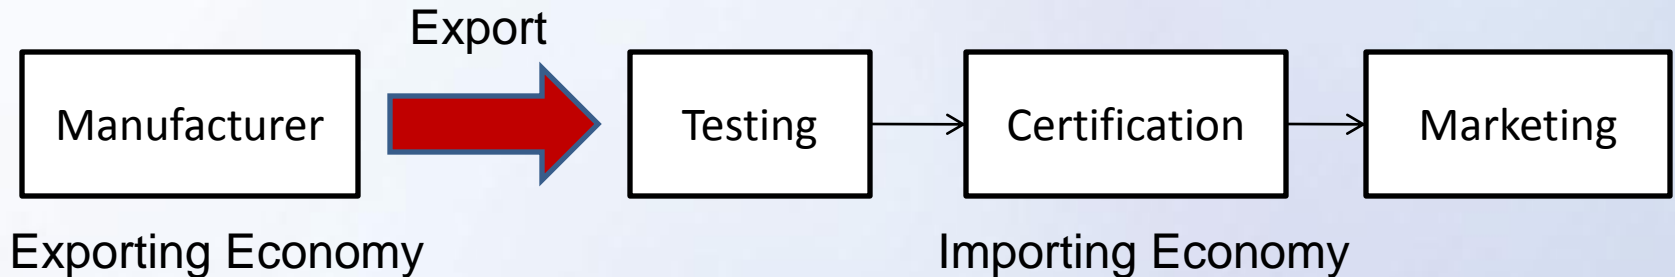 Export
Manufacturer
Testing
Certification
Marketing
Exporting Economy
Importing Economy